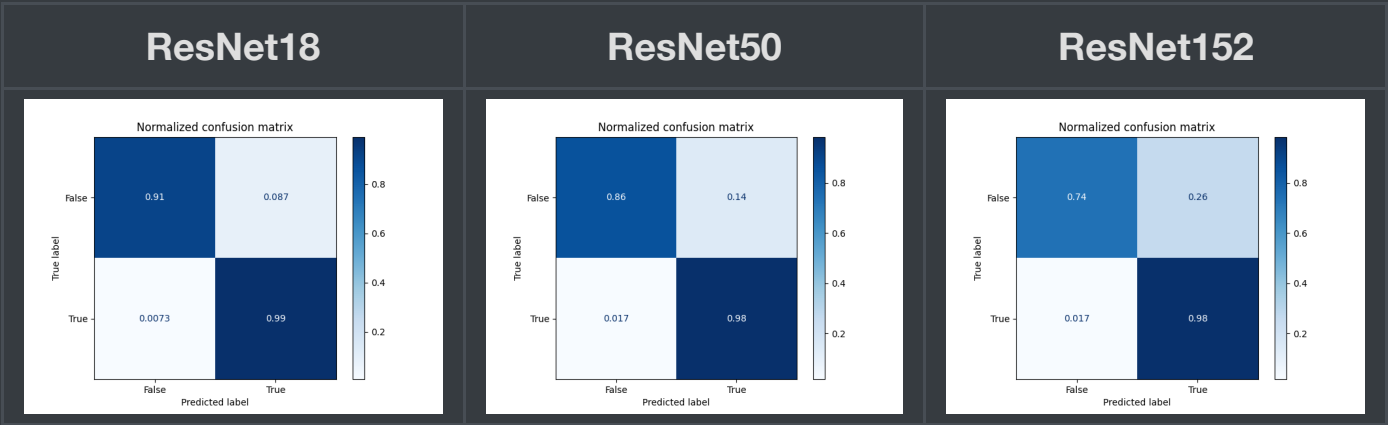 ResNet18
ResNet50
ResNet152
Normalized confusion matrix
True label
False
True
0.91
0.087
0.0073
0.99
False
True
Predicted label
0.8
0.6
0.4
0.2
Normalized confusion matrix
True label
False
True
0.86
0.14
0.017
0.98
False
True
Predicted label
0.8
0.6
0.4
0.2
Normalized confusion matrix
True label
False
True
0.74
0.26
0.017
0.98
False
True
Predicted label
0.8
0.6
0.4
0.2